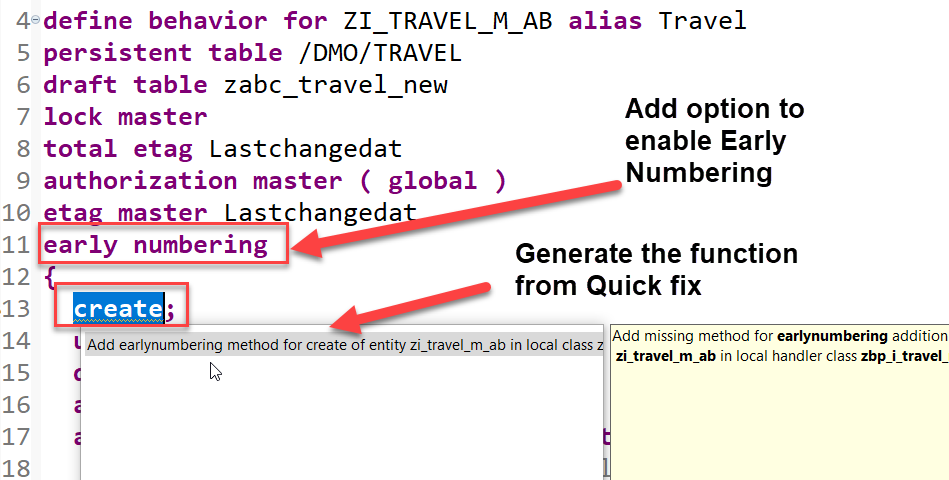 4 define behavior for ZI_TRAVEL_M_AB alias Travel
5 persistent table /DMO/TRAVEL
6 draft table zabc_travel_new
7 lock master
8 total etag Lastchangedat
9 authorization master ( global )
10 etag master Lastchangedat
11 early numbering
12 {
13 create;
14
15
16
17
18
Add option to
enable Early
Numbering
Generate the function
from Quick fix
Add earlynumbering method for create of entity zi_travel_m_ab in local class z
Add missing method for earlynumbering addition
zi_travel_m_ab in local handler class zbp_i_travel_